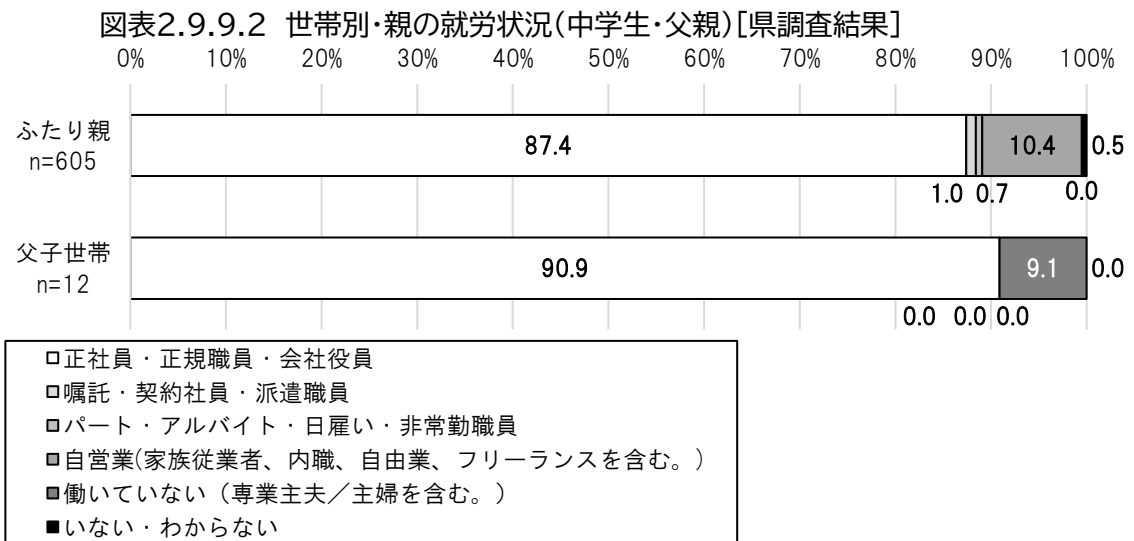 図表2.9.9.2 世帯別・親の就労状況(中学生・父親)[県調査結果]
0% 10% 20% 30% 40% 50% 60% 70% 80% 90% 100%
ふたり親
n=605
87.4 10.4 0.5
1.0 0.7 0.0
父子世帯
n=12
90.9 9.1 0.0
0.0 0.0 0.0
正社員・正規職員・会社役員
嘱託・契約社員・派遣職員
パート・アルバイト・日雇い・非常勤職員
自営業(家族従業者、内職、自由業、フリーランスを含む。)
働いていない(専業主夫/主婦を含む。)
いない・わからない